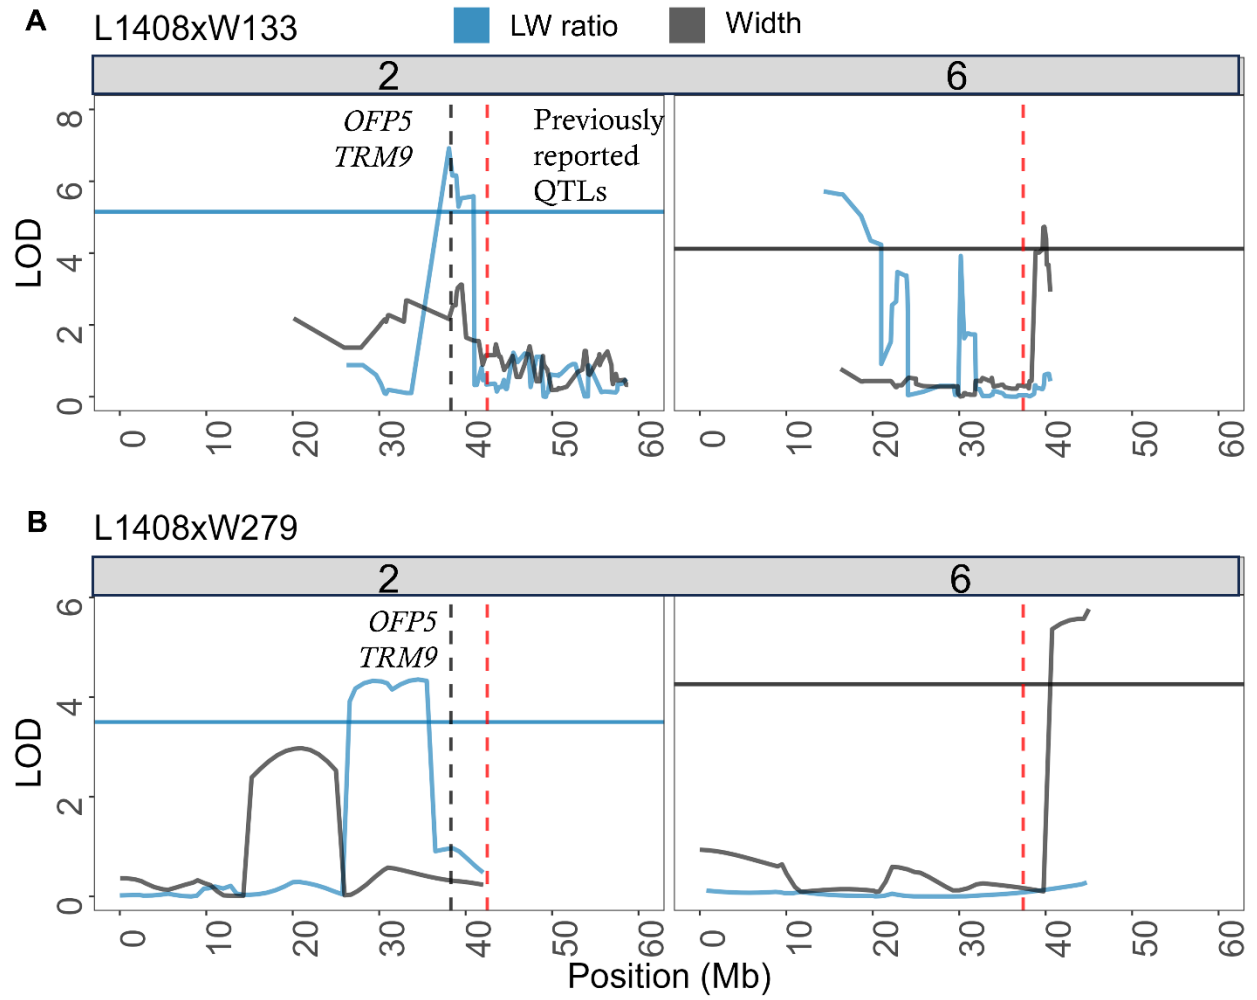 A L1408xW133 LW ratio Width
2 6
8
6
4
2
0
LOD
OFP5
TRM9
Previously
reported
QTLs
0 10 20 30 40 50 60 0 10 20 30 40 50 60
B L1408xW279
2 6
6
4
2
0
LOD
OFP5
TRM9
0 10 20 30 40 50 60 0 10 20 30 40 50 60
Position (Mb)